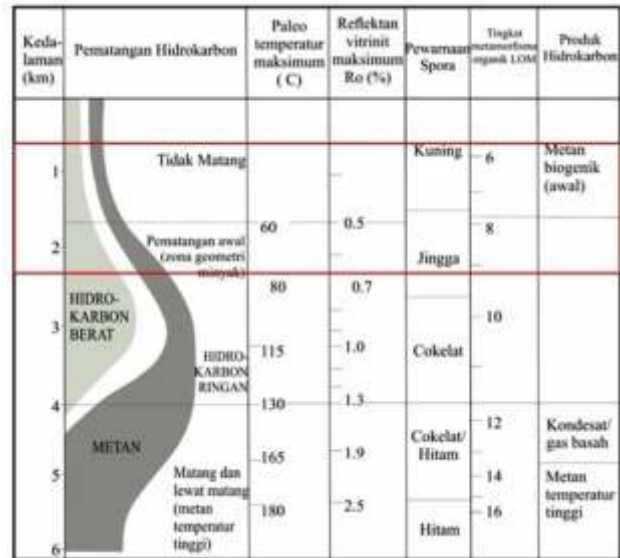 Keda-
laman
(km)
Pematangan Hidrokarbon
Paleo
temperatur
maksimum
( C)
Reflektan
vitrinit
maksimum
Ro (%)
Pewarnaan
Spora
Tingkat
metamorfisma
organik LOM
Produk
Hidrokarbon
1
2
3
4
5
6
Tidak Matang
Pematangan awal
(zona geometri
minyak)
HIDRO-
KARBON
BERAT
HIDRO-
KARBON
RINGAN
METAN
Matang dan
lewat matang
(metan
temperatur
tinggi)
60
80
115
130
165
180
0.5
0.7
1.0
1.3
1.9
2.5
Kuning
Jingga
Cokelat
Cokelat/
Hitam
Hitam
6
8
10
12
14
16
Metan
biogenik
(awal)
Kondesat/
gas basah
Metan
temperatur
tinggi